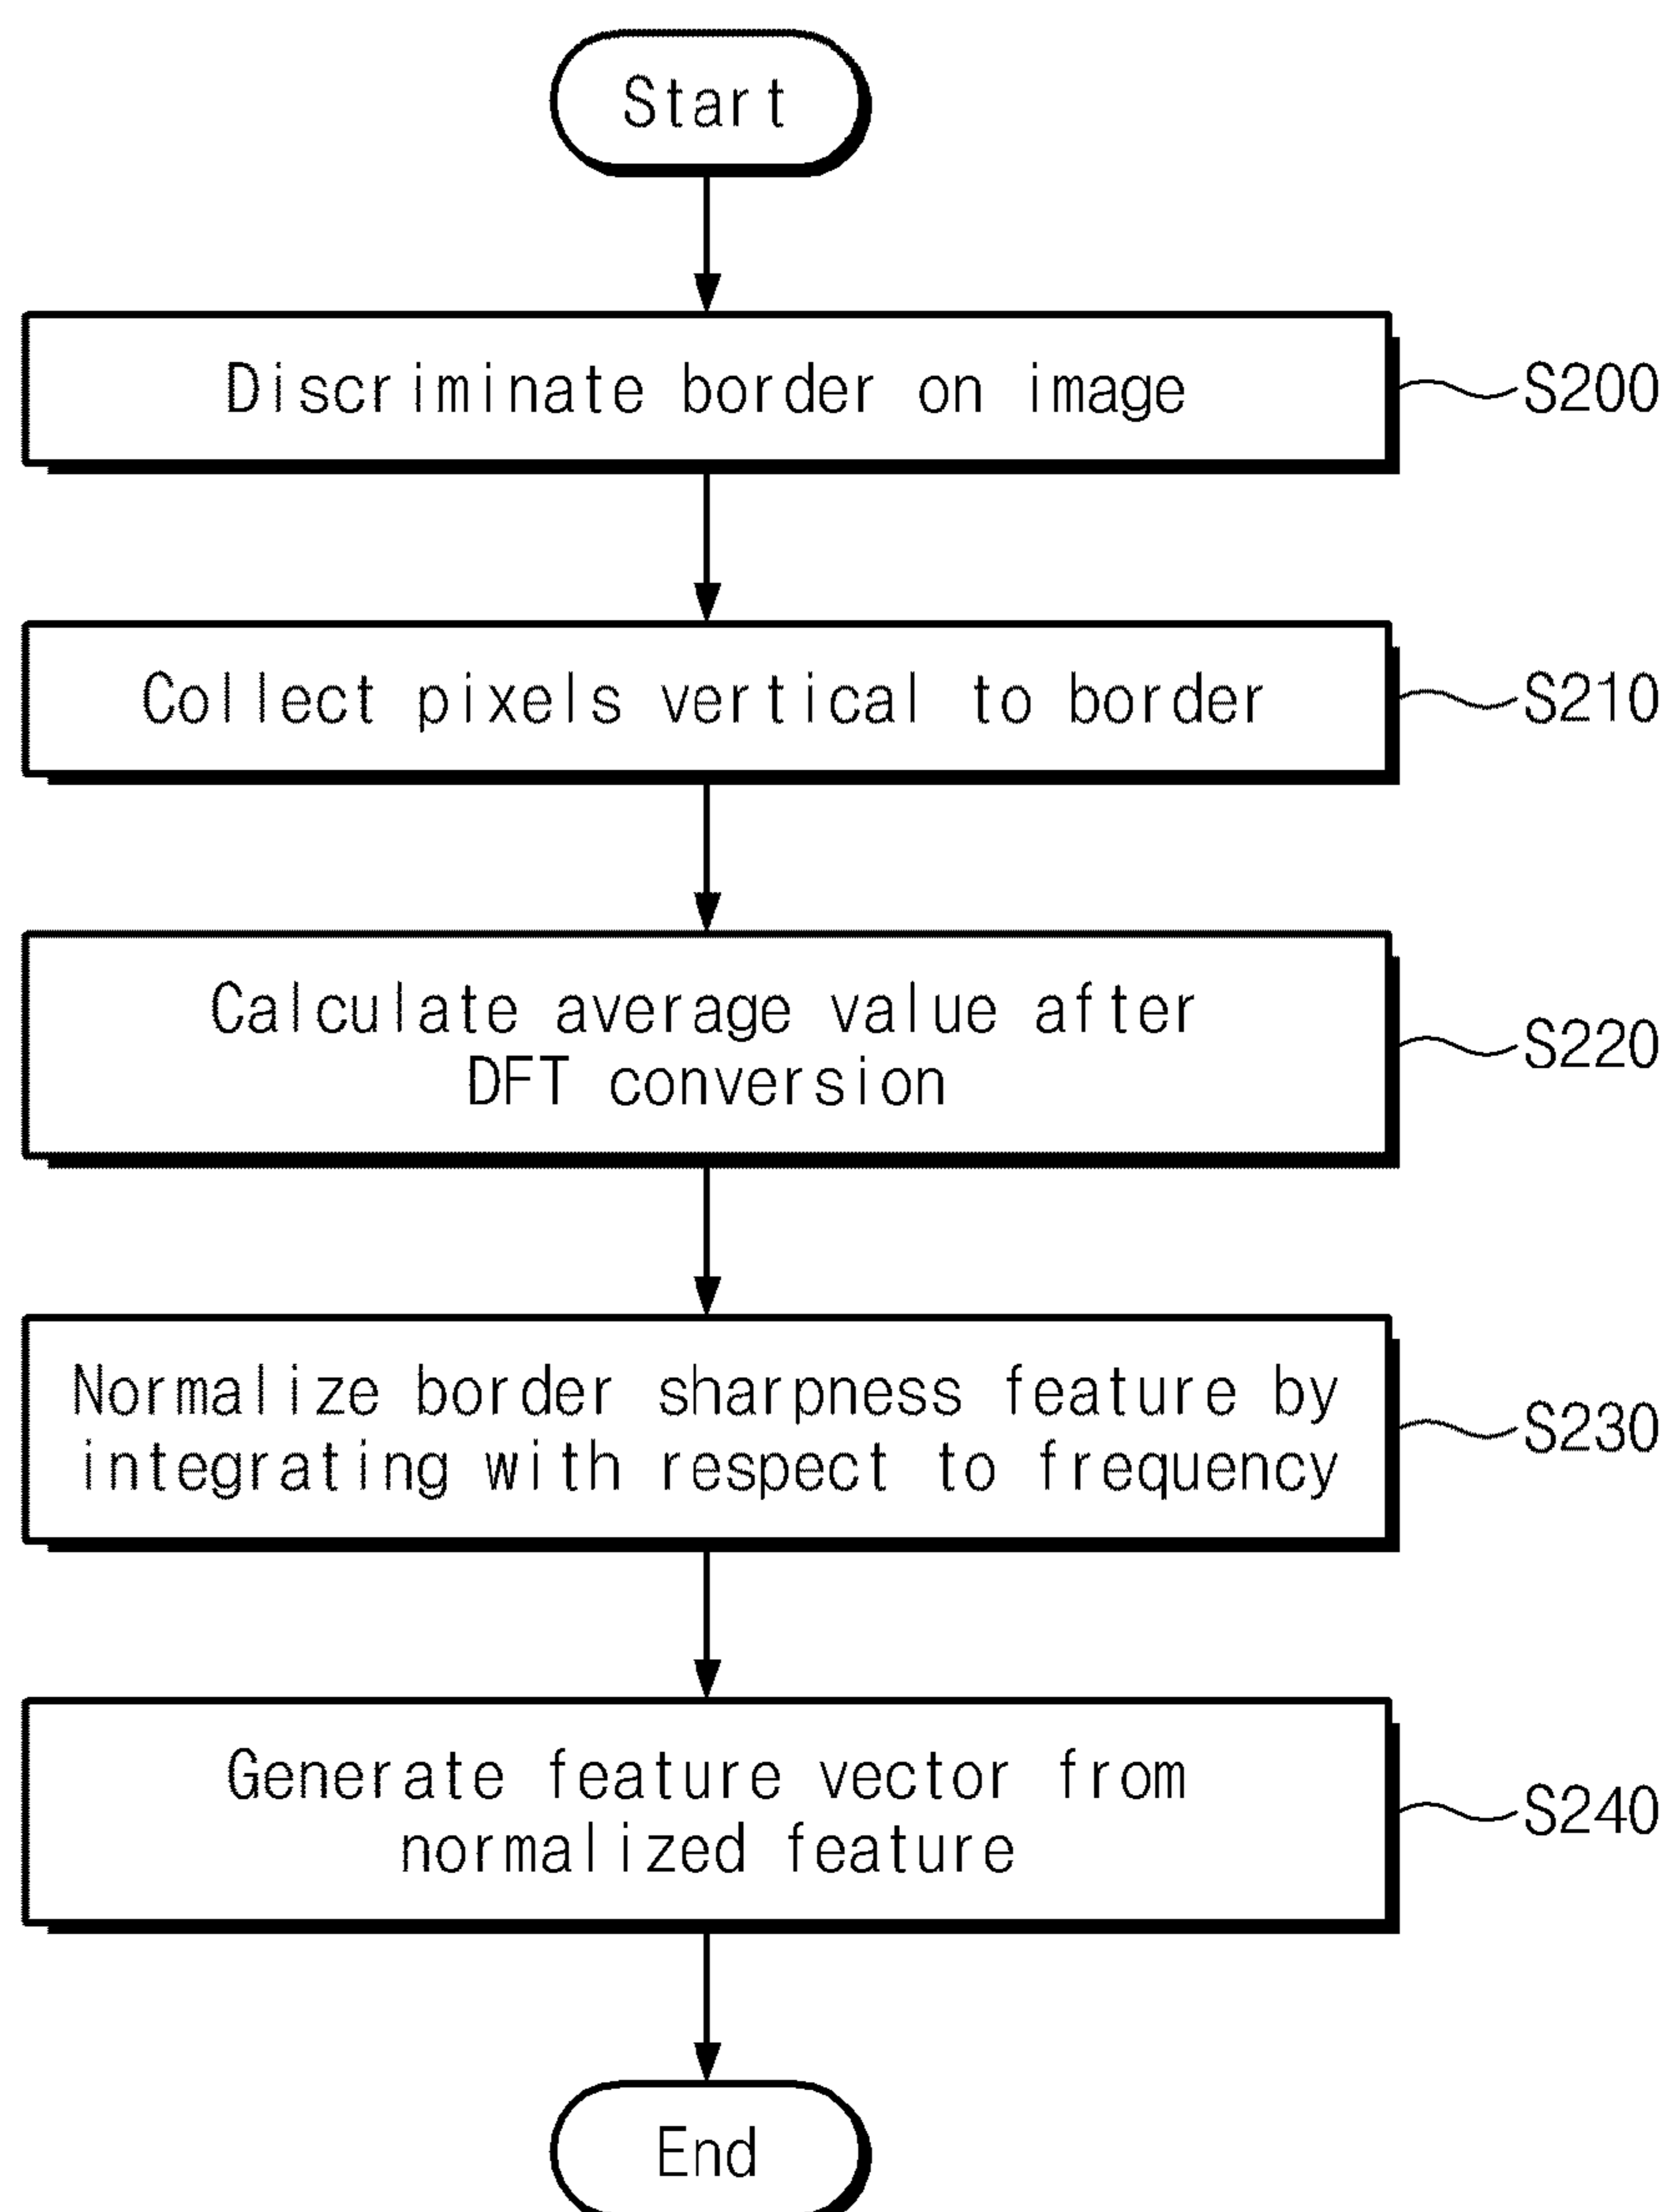 Start
Discriminate border on image
S200
Collect pixels vertical to border
S210
Calculate average value after
DFT conversion
S220
Normalize border sharpness feature by
integrating with respect to frequency
S230
Generate feature vector from
normalized feature
S240
End